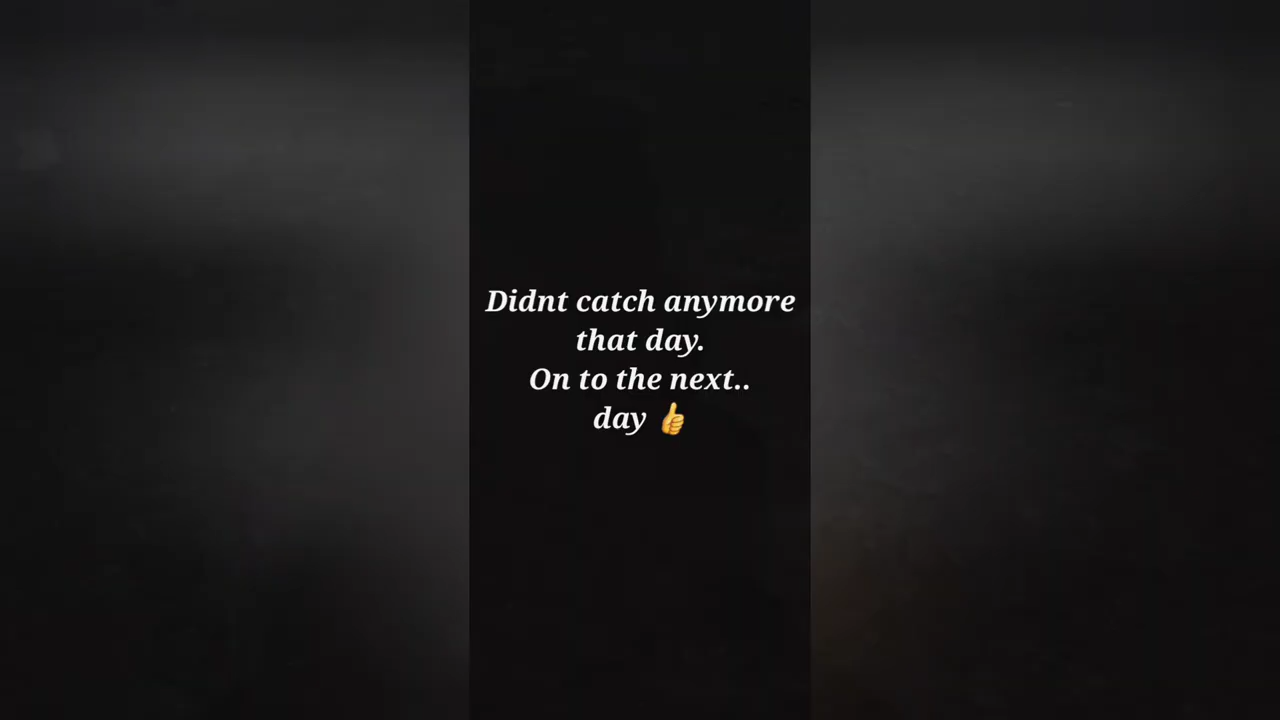 Didnt catch anymore
that day.
On to the next..
day 👍